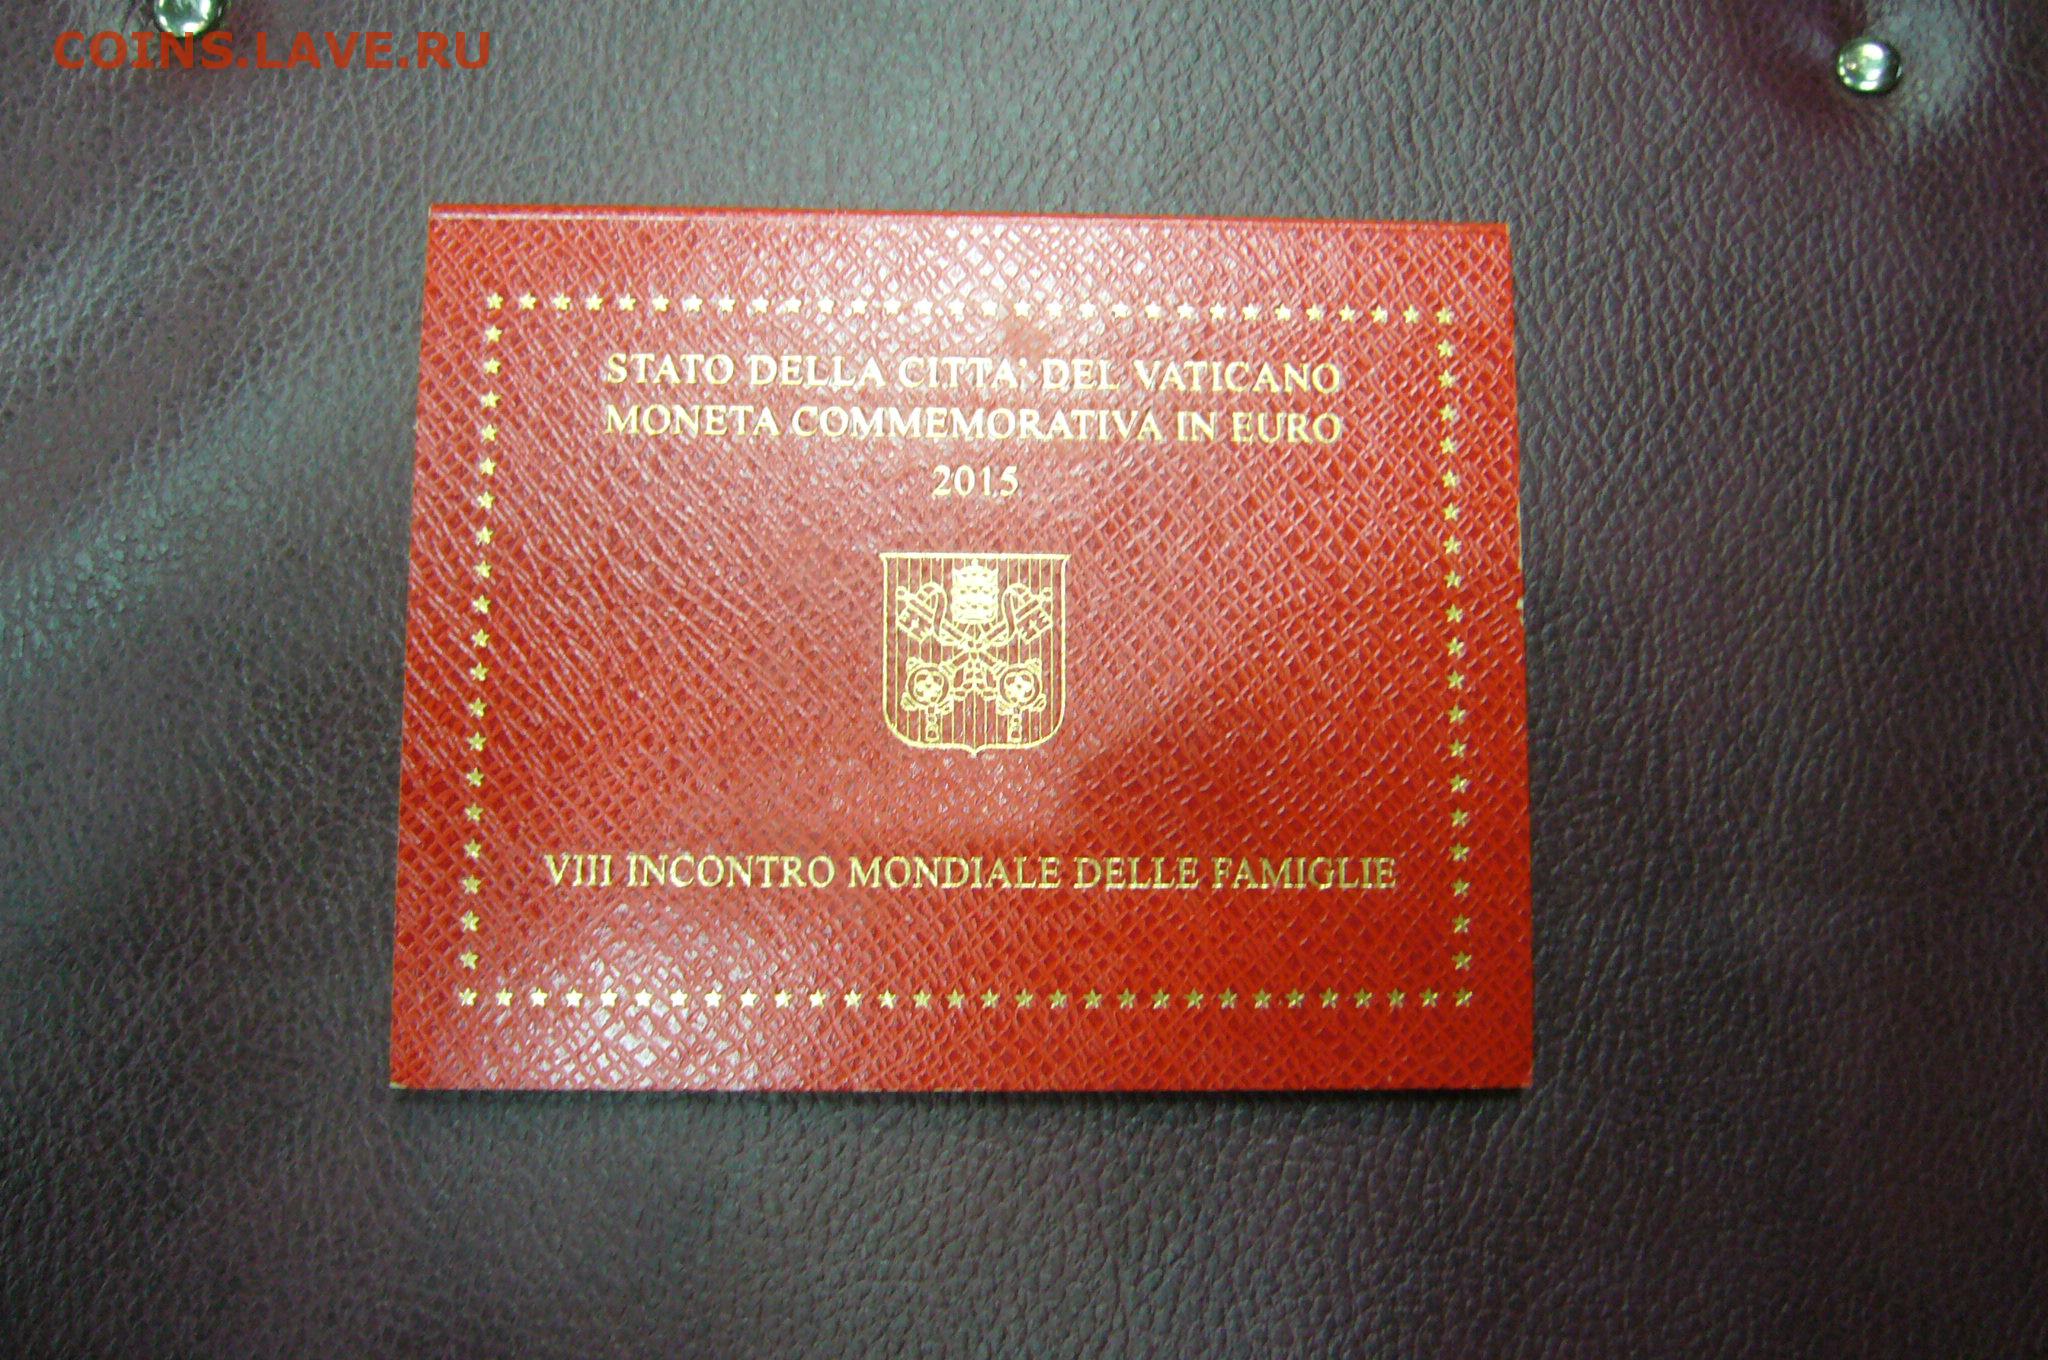 COINS.LAVE.RU
STATO DELLA CITTA' DEL VATICANO
MONETA COMMEMORATIVA IN EURO
2015
VIII INCONTRO MONDIALE DELLE FAMIGLIE